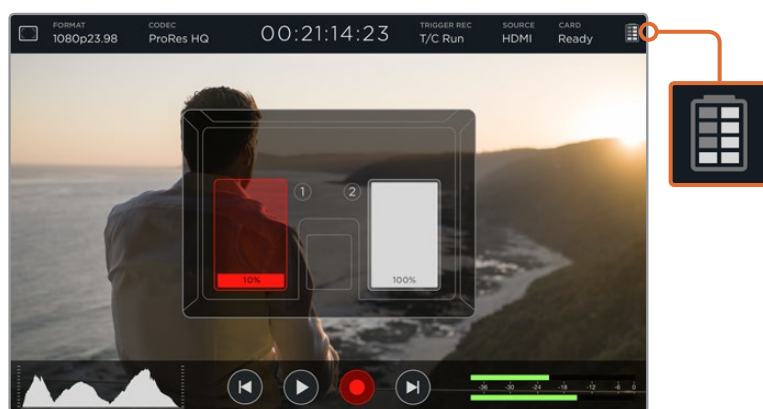 FORMAT
1080p23.98
CODEC
ProRes HQ
00:21:14:23
TRIGGER REC
T/C Run
SOURCE
HDMI
CARD
Ready
1
2
10%
100%
-36 -30 -24 -18 -12 -6 0